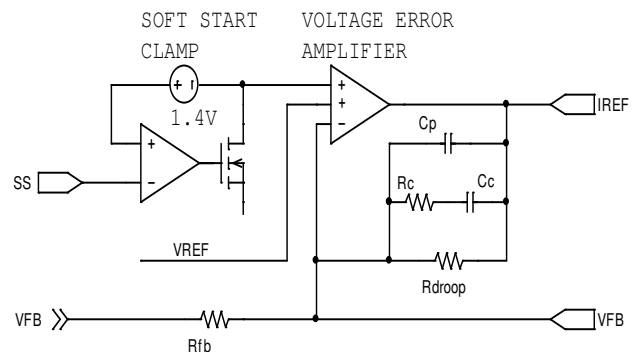 SOFT START
CLAMP
VOLTAGE ERROR
AMPLIFIER
+ -
1.4V
+
-
+
+
-
SS
IREF
Cp
Rc
Cc
VREF
Rdroop
VFB
Rfb
VFB